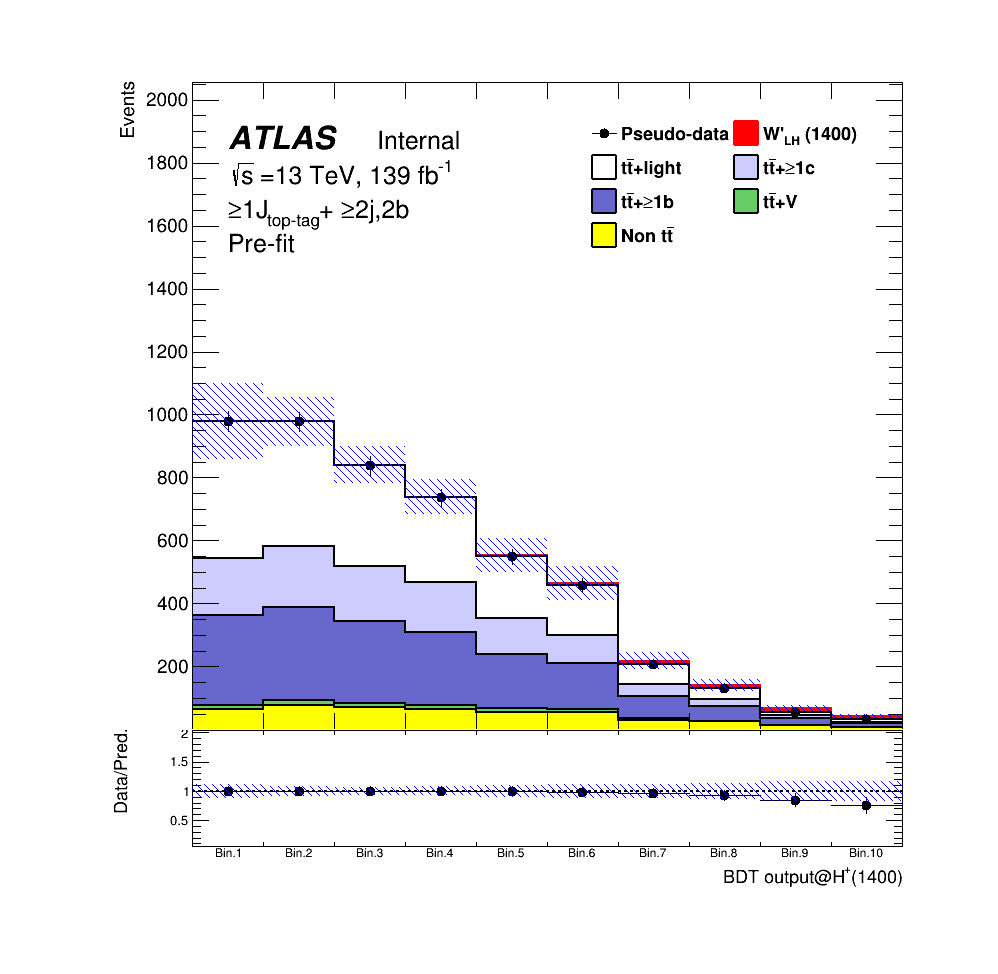 Events
2000
1800
1600
1400
1200
1000
800
600
400
200
ATLAS Internal
√s =13 TeV, 139 fb⁻¹
≥1J_top-tag+ ≥2j,2b
Pre-fit
Pseudo-data W'_LH (1400)
tt̄+light tt̄+≥1c
tt̄+≥1b tt̄+V
Non tt̄
Data/Pred.
2
1.5
1
0.5
Bin.1 Bin.2 Bin.3 Bin.4 Bin.5 Bin.6 Bin.7 Bin.8 Bin.9 Bin.10
BDT output@H⁺(1400)